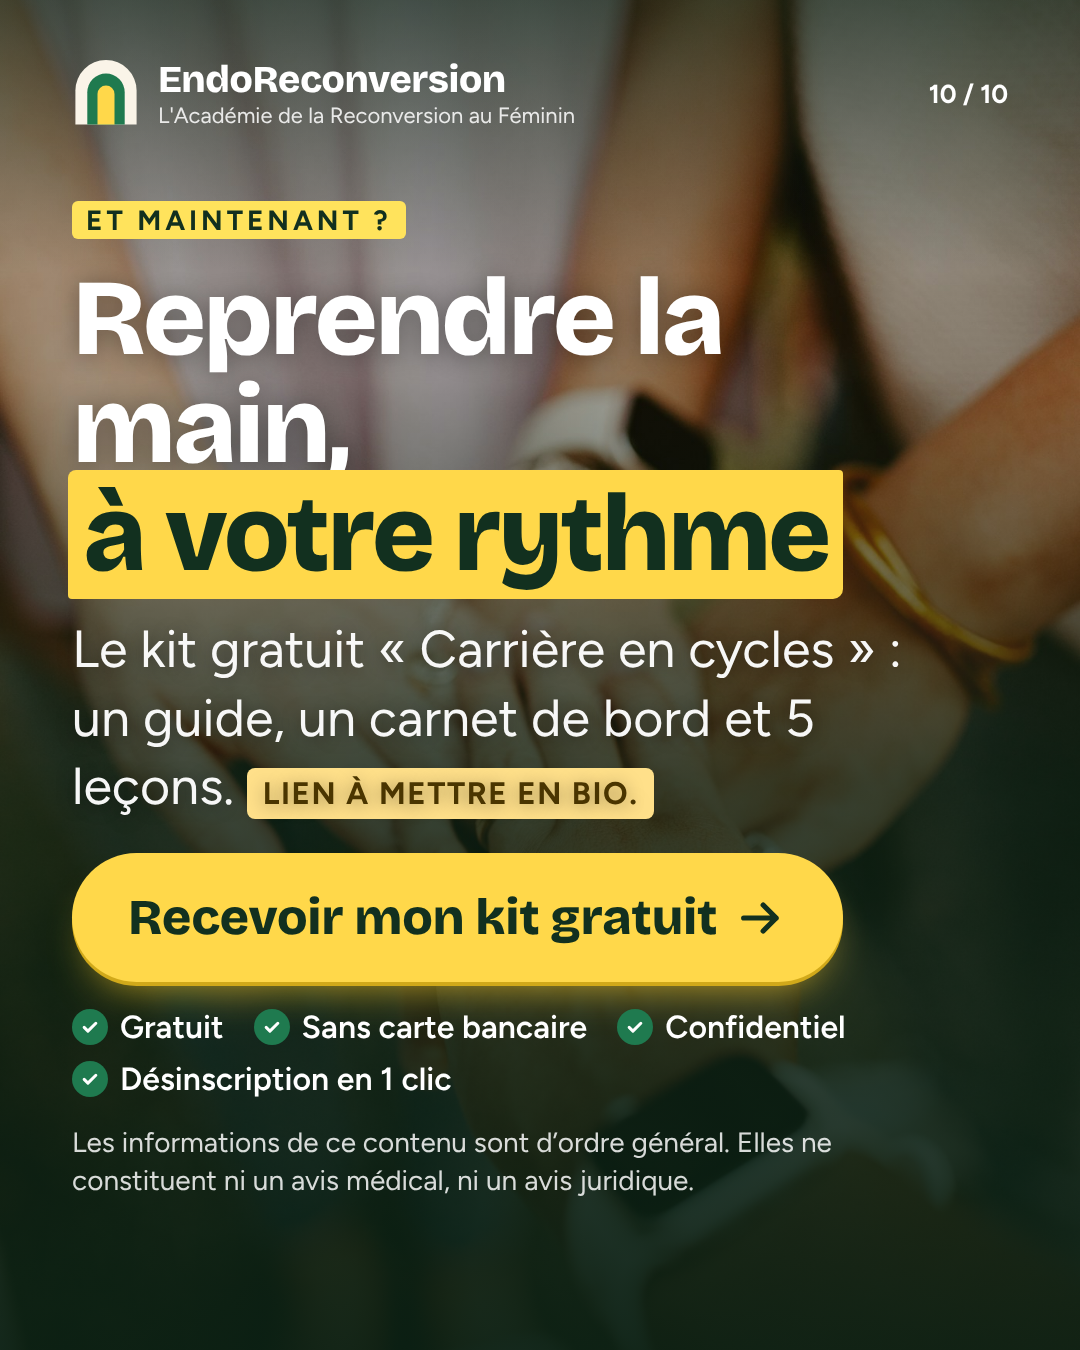 EndoReconversion
L'Académie de la Reconversion au Féminin
10 / 10
ET MAINTENANT ?
Reprendre la
main,
à votre rythme
Le kit gratuit « Carrière en cycles » :
un guide, un carnet de bord et 5
leçons. LIEN À METTRE EN BIO.
Recevoir mon kit gratuit →
Gratuit Sans carte bancaire Confidentiel
Désinscription en 1 clic
Les informations de ce contenu sont d’ordre général. Elles ne
constituent ni un avis médical, ni un avis juridique.